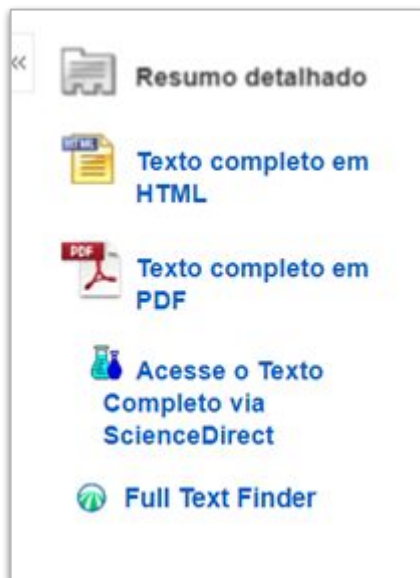 «
Resumo detalhado
HTML
Texto completo em
HTML
PDF
Texto completo em
PDF
Acesse o Texto
Completo via
ScienceDirect
Full Text Finder